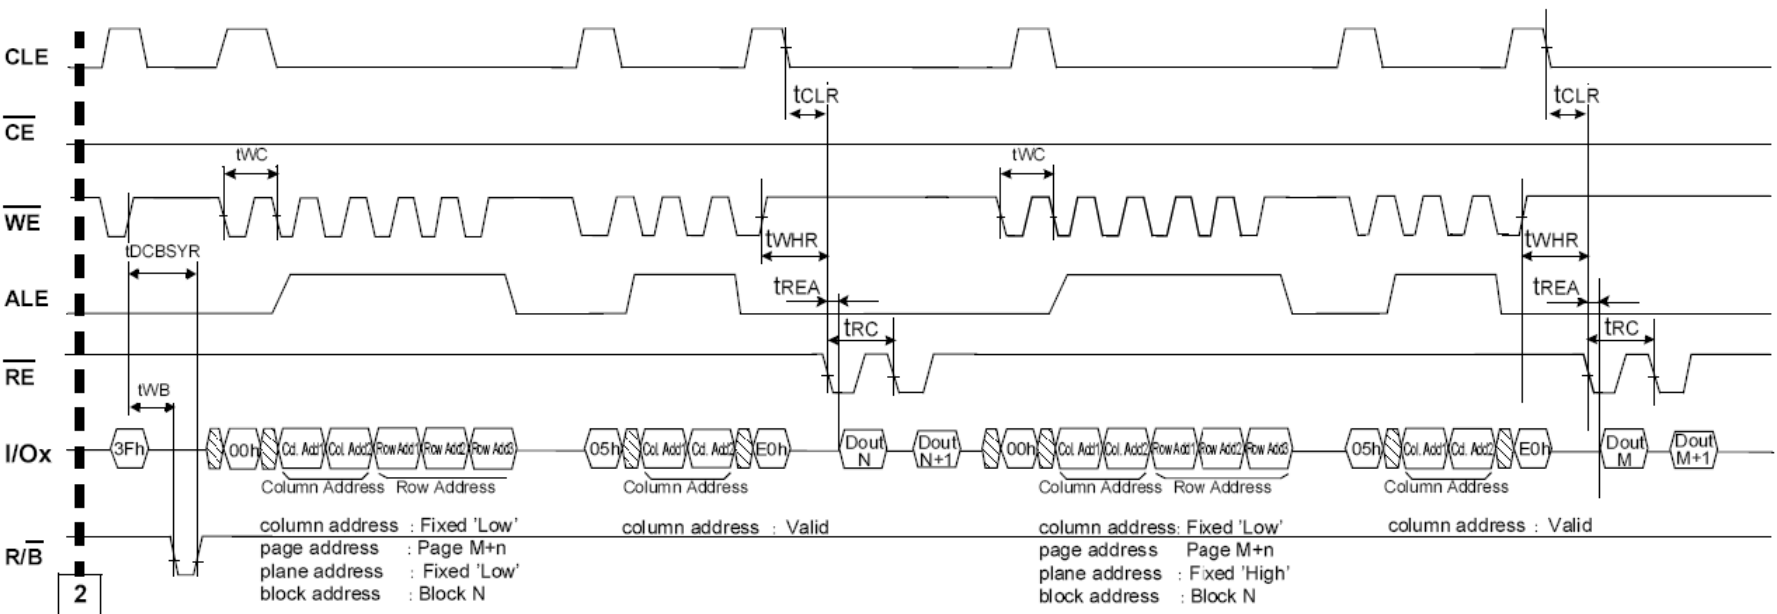 CLE
tCLR
tCLR
CE
tWC
tWC
WE
tDCBSYR
tWHR
tWHR
ALE
tREA
tREA
tRC
tRC
RE
tWB
I/Ox
3Fh
00h
Col. Add1
Col. Add2
Row Add1
Row Add2
Row Add3
05h
Col. Add1
Col. Add2
E0h
Dout N
Dout N+1
00h
Col. Add1
Col. Add2
Row Add1
Row Add2
Row Add3
05h
Col. Add1
Col. Add2
E0h
Dout M
Dout M+1
Column Address
Row Address
Column Address
Column Address
Row Address
Column Address
column address : Fixed 'Low'
page address : Page M+n
plane address : Fixed 'Low'
block address : Block N
column address : Valid
column address: Fixed 'Low'
page address Page M+n
plane address : Fixed 'High'
block address : Block N
column address : Valid
R/B
2